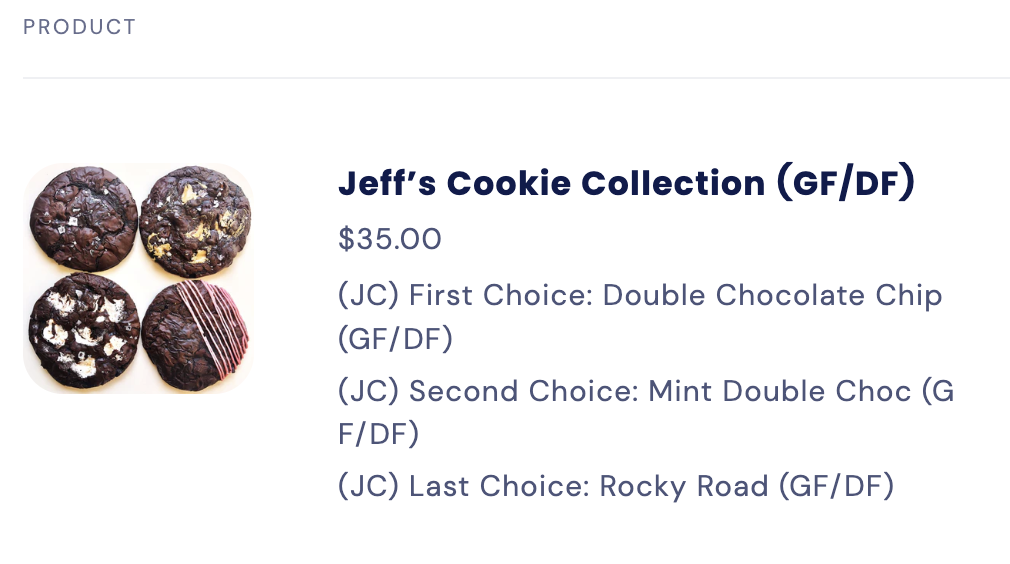 PRODUCT
Jeff’s Cookie Collection (GF/DF)
$35.00
(JC) First Choice: Double Chocolate Chip
(GF/DF)
(JC) Second Choice: Mint Double Choc (G
F/DF)
(JC) Last Choice: Rocky Road (GF/DF)